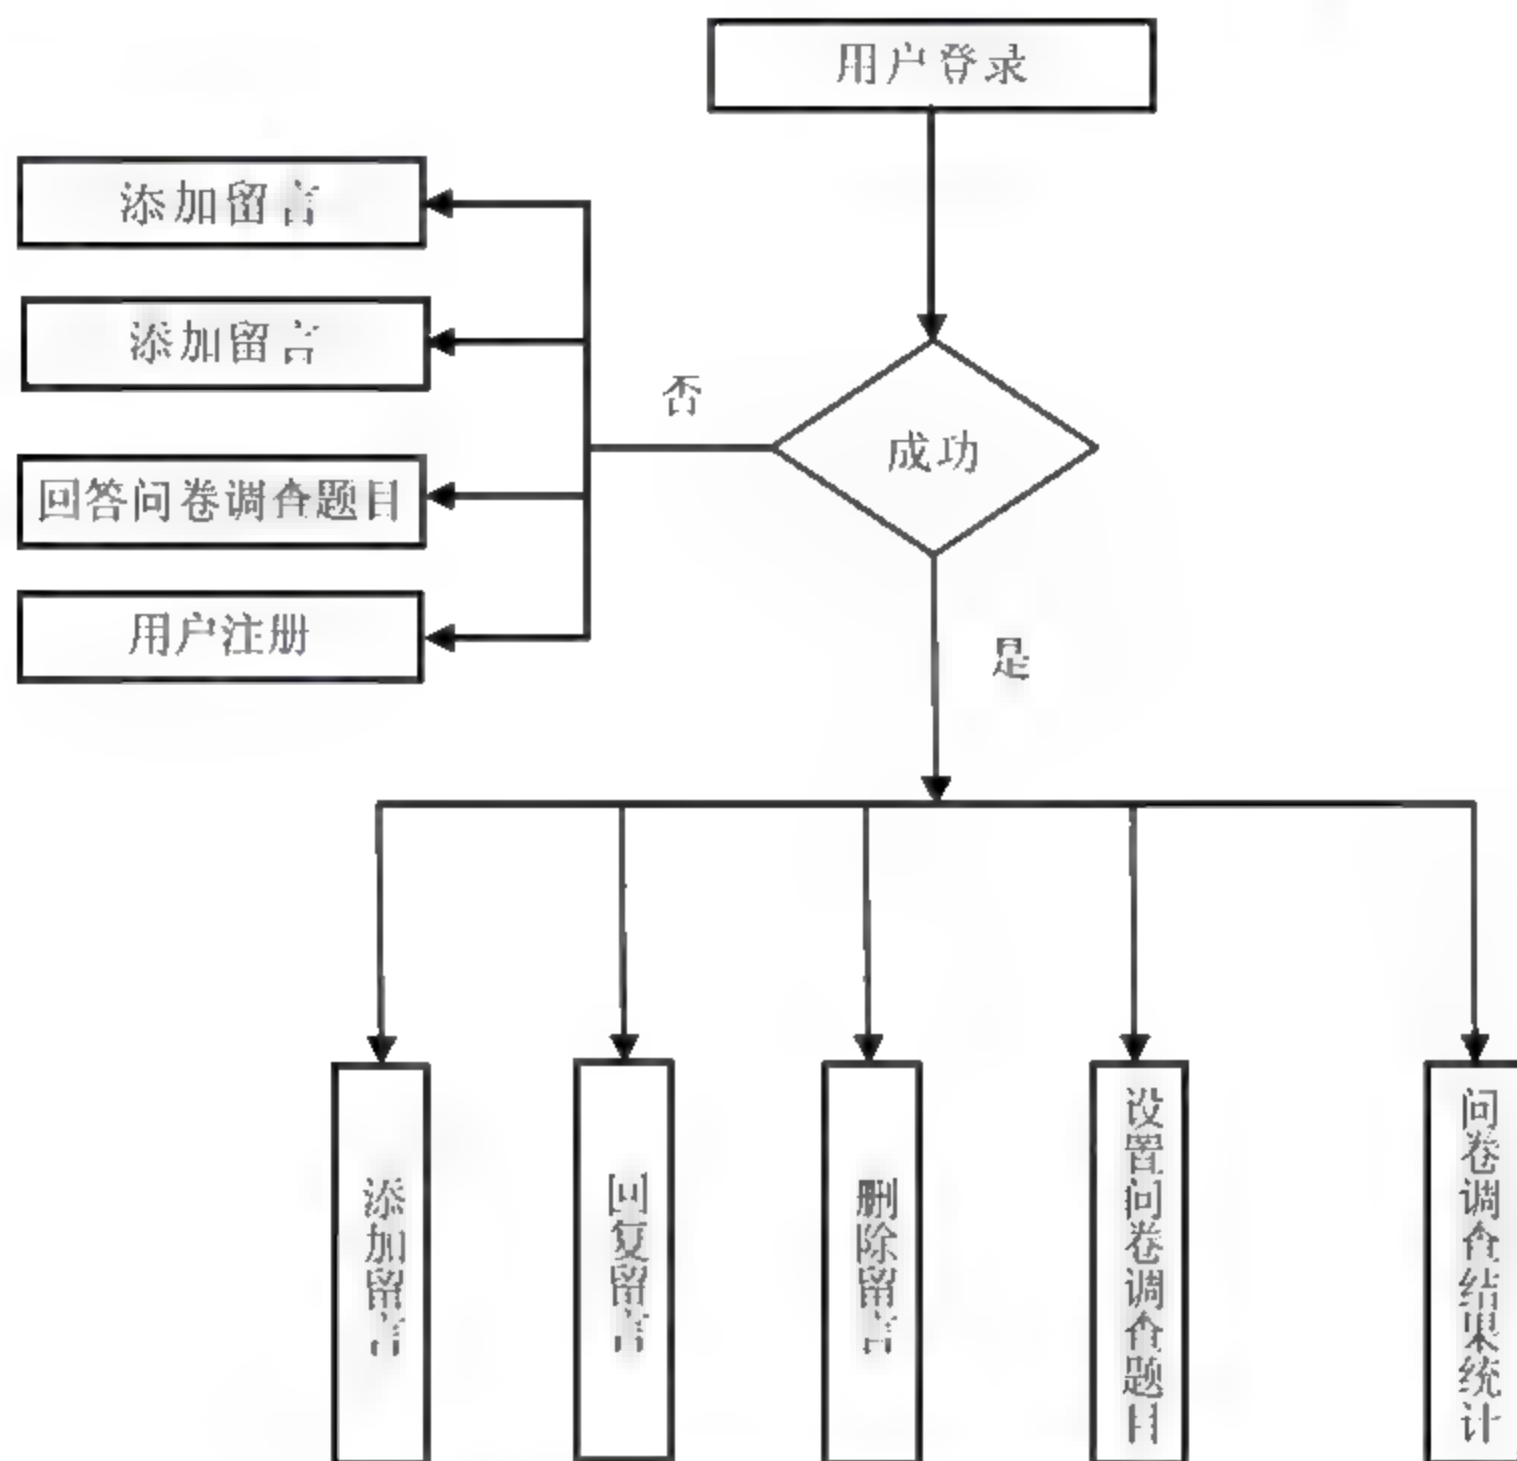 用户登录
添加留言
添加留言
否
成功
回答问卷调查题目
用户注册
是
添加留言
回复留言
删除留言
设置问卷调查题目
问卷调查结果统计